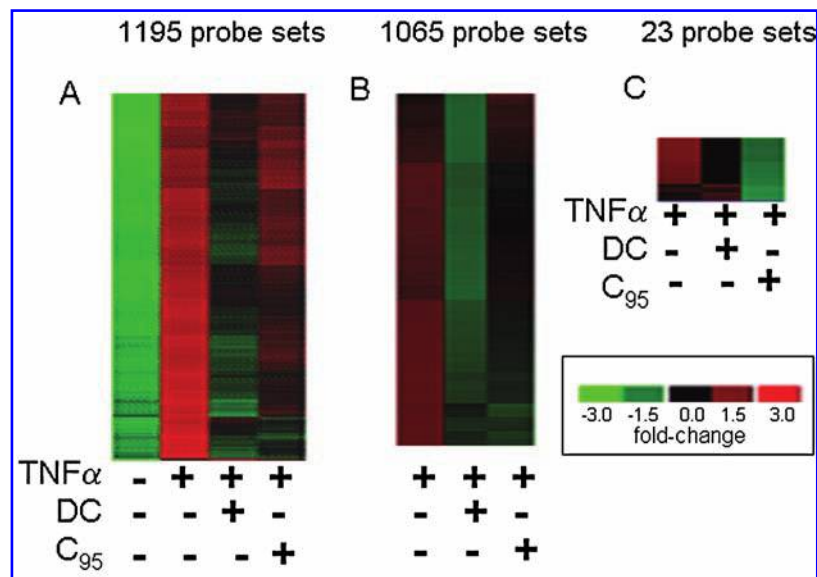 1195 probe sets 1065 probe sets 23 probe sets
A B C
TNFα + + +
DC - + -
C₉₅ - - +
-3.0 -1.5 0.0 1.5 3.0
fold-change
TNFα - + + + + + +
DC - - + - - + -
C₉₅ - - - + - - +